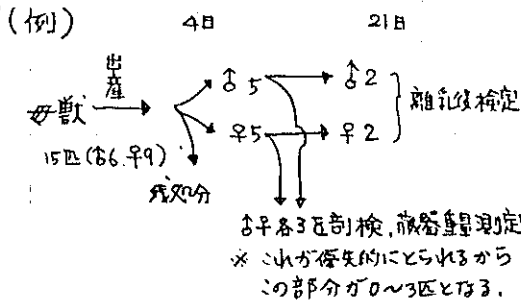 (例)
4日 21日
母獣 出産 ♂5 ♂2
♀5 ♀2
離乳後検定
15匹(♂6.♀9)
残処分
♂♀各3匹剖検,臓器重量測定
※ これが優先的にとられるから
この部分が0~3匹となる.